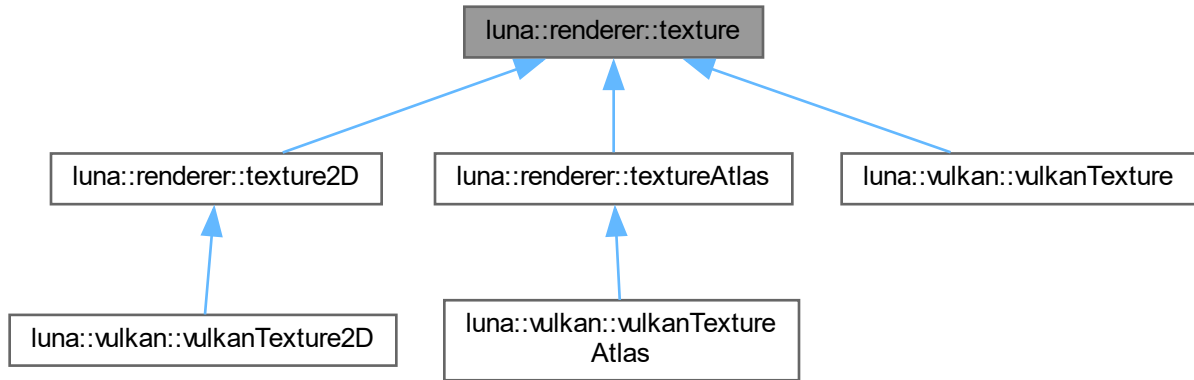 luna::renderer::texture
luna::renderer::texture2D
luna::renderer::textureAtlas
luna::vulkan::vulkanTexture
luna::vulkan::vulkanTexture2D
luna::vulkan::vulkanTexture
Atlas